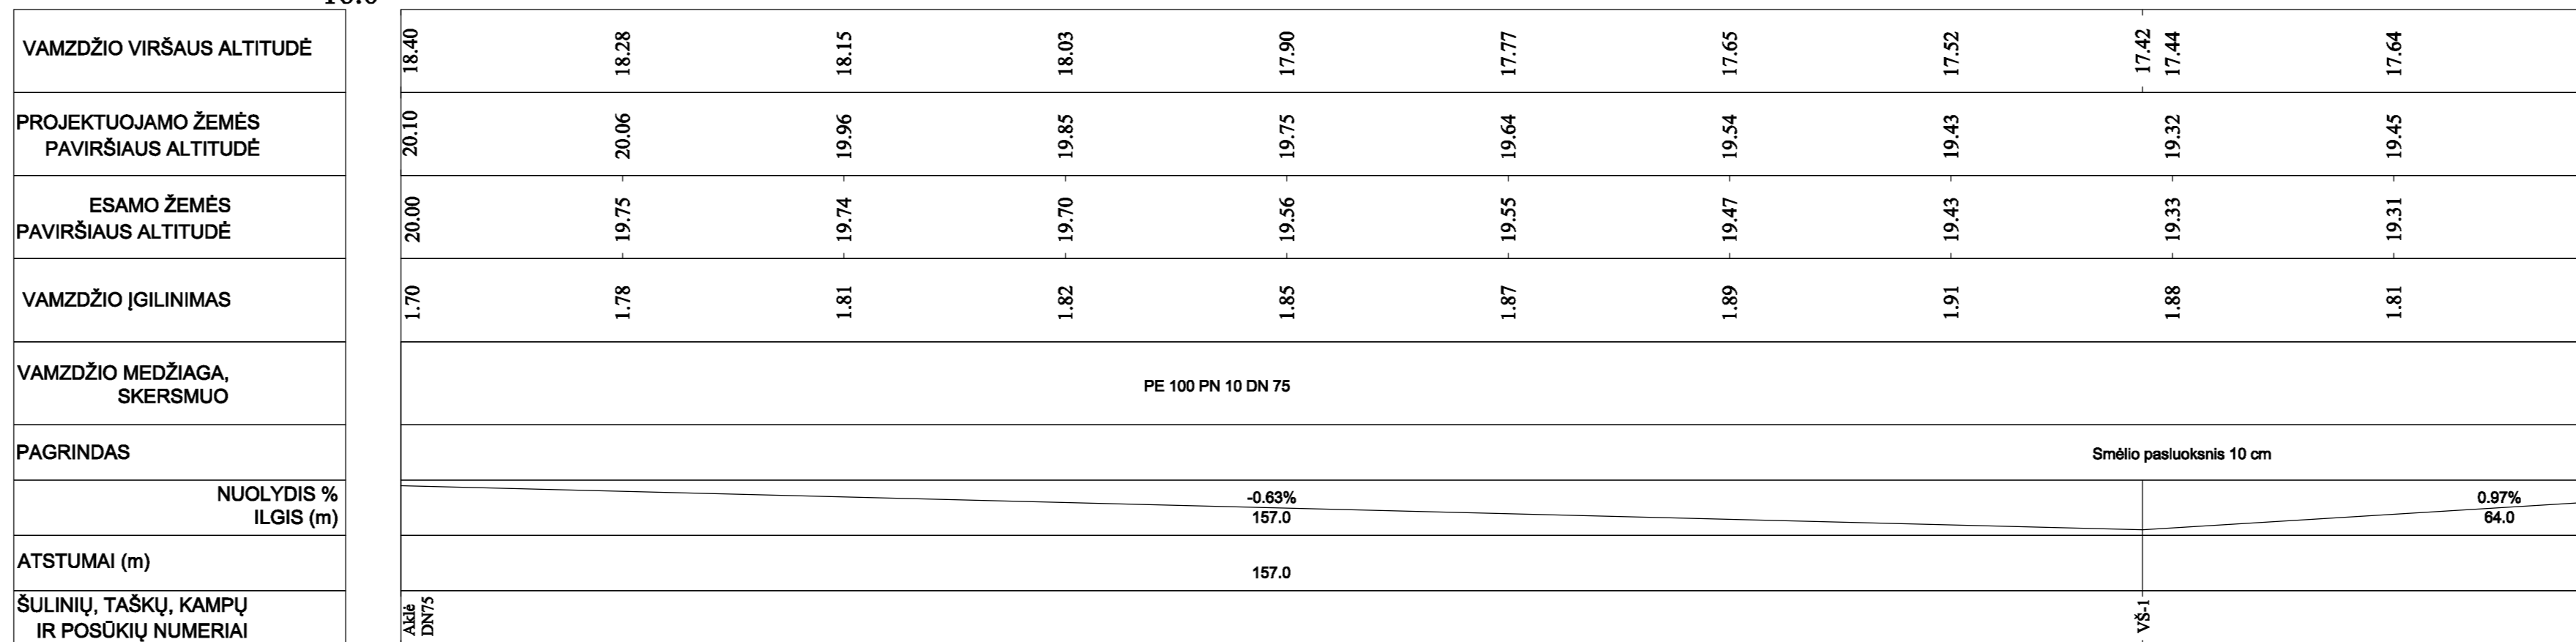 VAMZDŽIO VIRŠAUS ALTITUDĖ
18.40 18.28 18.15 18.03 17.90 17.77 17.65 17.52 17.42 17.44 17.64
PROJEKTUOJAMO ŽEMĖS
PAVIRŠIAUS ALTITUDĖ
20.10 20.06 19.96 19.85 19.75 19.64 19.54 19.43 19.32 19.45
ESAMO ŽEMĖS
PAVIRŠIAUS ALTITUDĖ
20.00 19.75 19.74 19.70 19.56 19.55 19.47 19.43 19.33 19.31
VAMZDŽIO ĮGILINIMAS
1.70 1.78 1.81 1.82 1.85 1.87 1.89 1.91 1.88 1.81
VAMZDŽIO MEDŽIAGA,
SKERSMUO
PE 100 PN 10 DN 75
PAGRINDAS
Smėlio pasluoksnis 10 cm
NUOLYDIS %
ILGIS (m)
-0.63%
157.0
0.97%
64.0
ATSTUMAI (m)
157.0
ŠULINIŲ, TAŠKŲ, KAMPŲ
IR POSŪKIŲ NUMERIAI
Aklė
DN75
VŠ-1